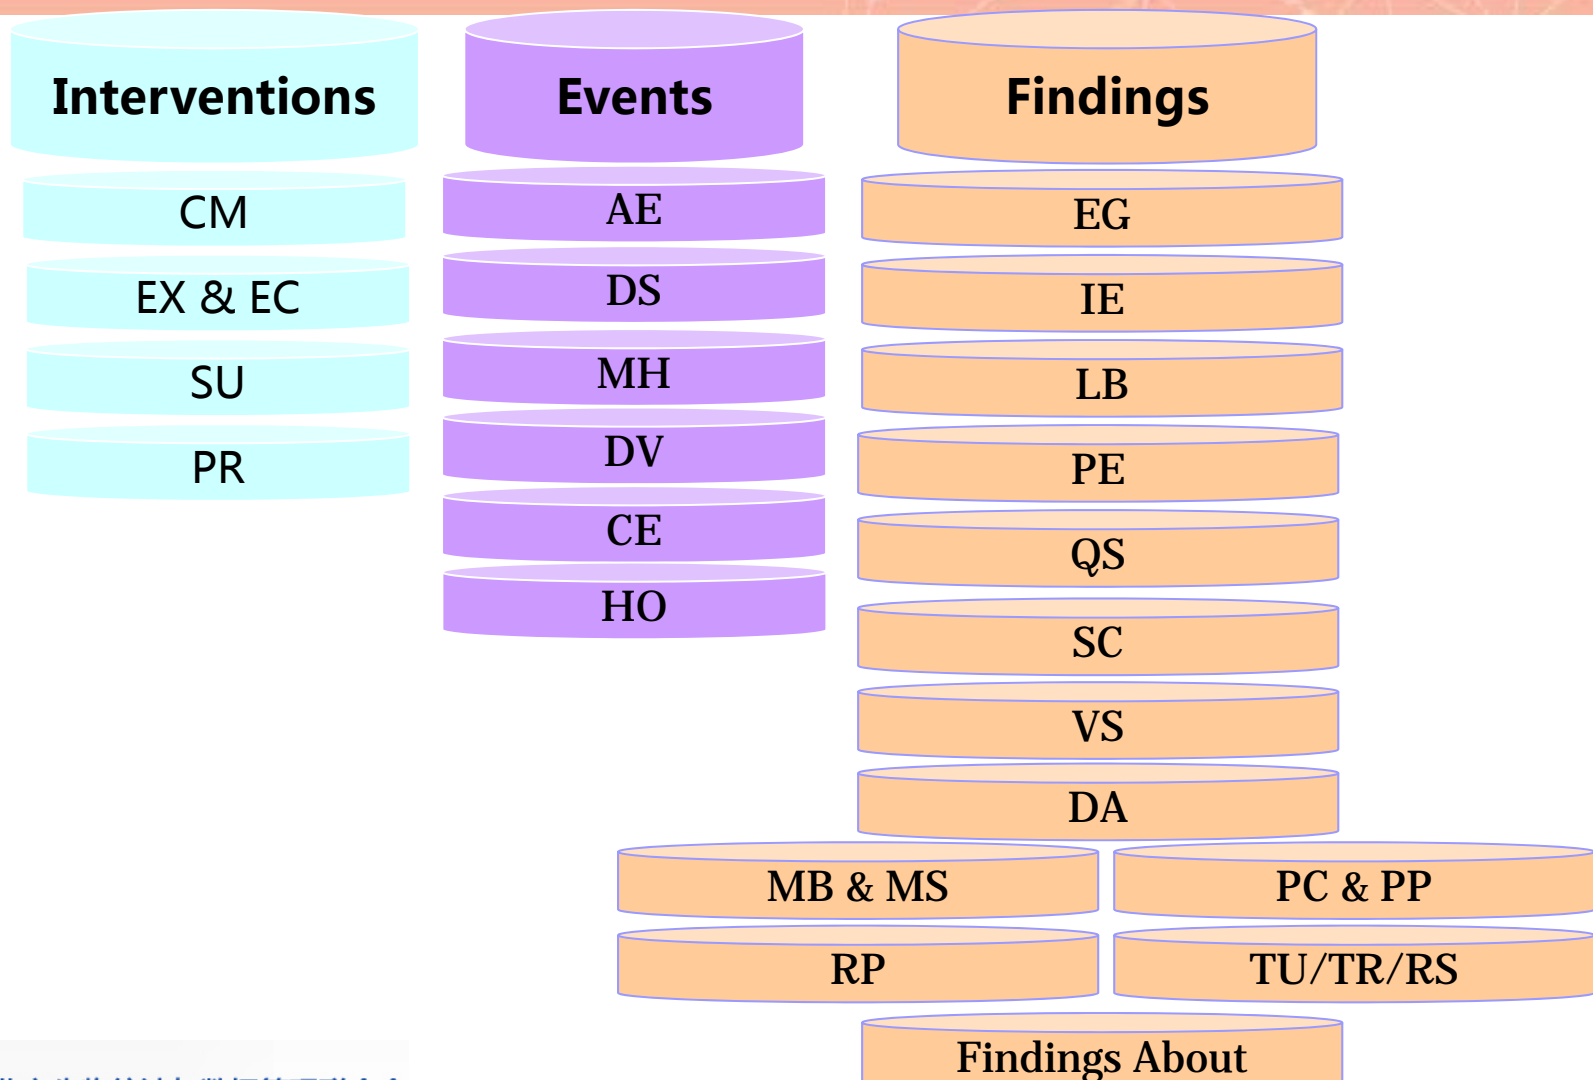 Interventions
CM
EX & EC
SU
PR
Events
AE
DS
MH
DV
CE
HO
Findings
EG
IE
LB
PE
QS
SC
VS
DA
MB & MS
PC & PP
RP
TU/TR/RS
Findings About